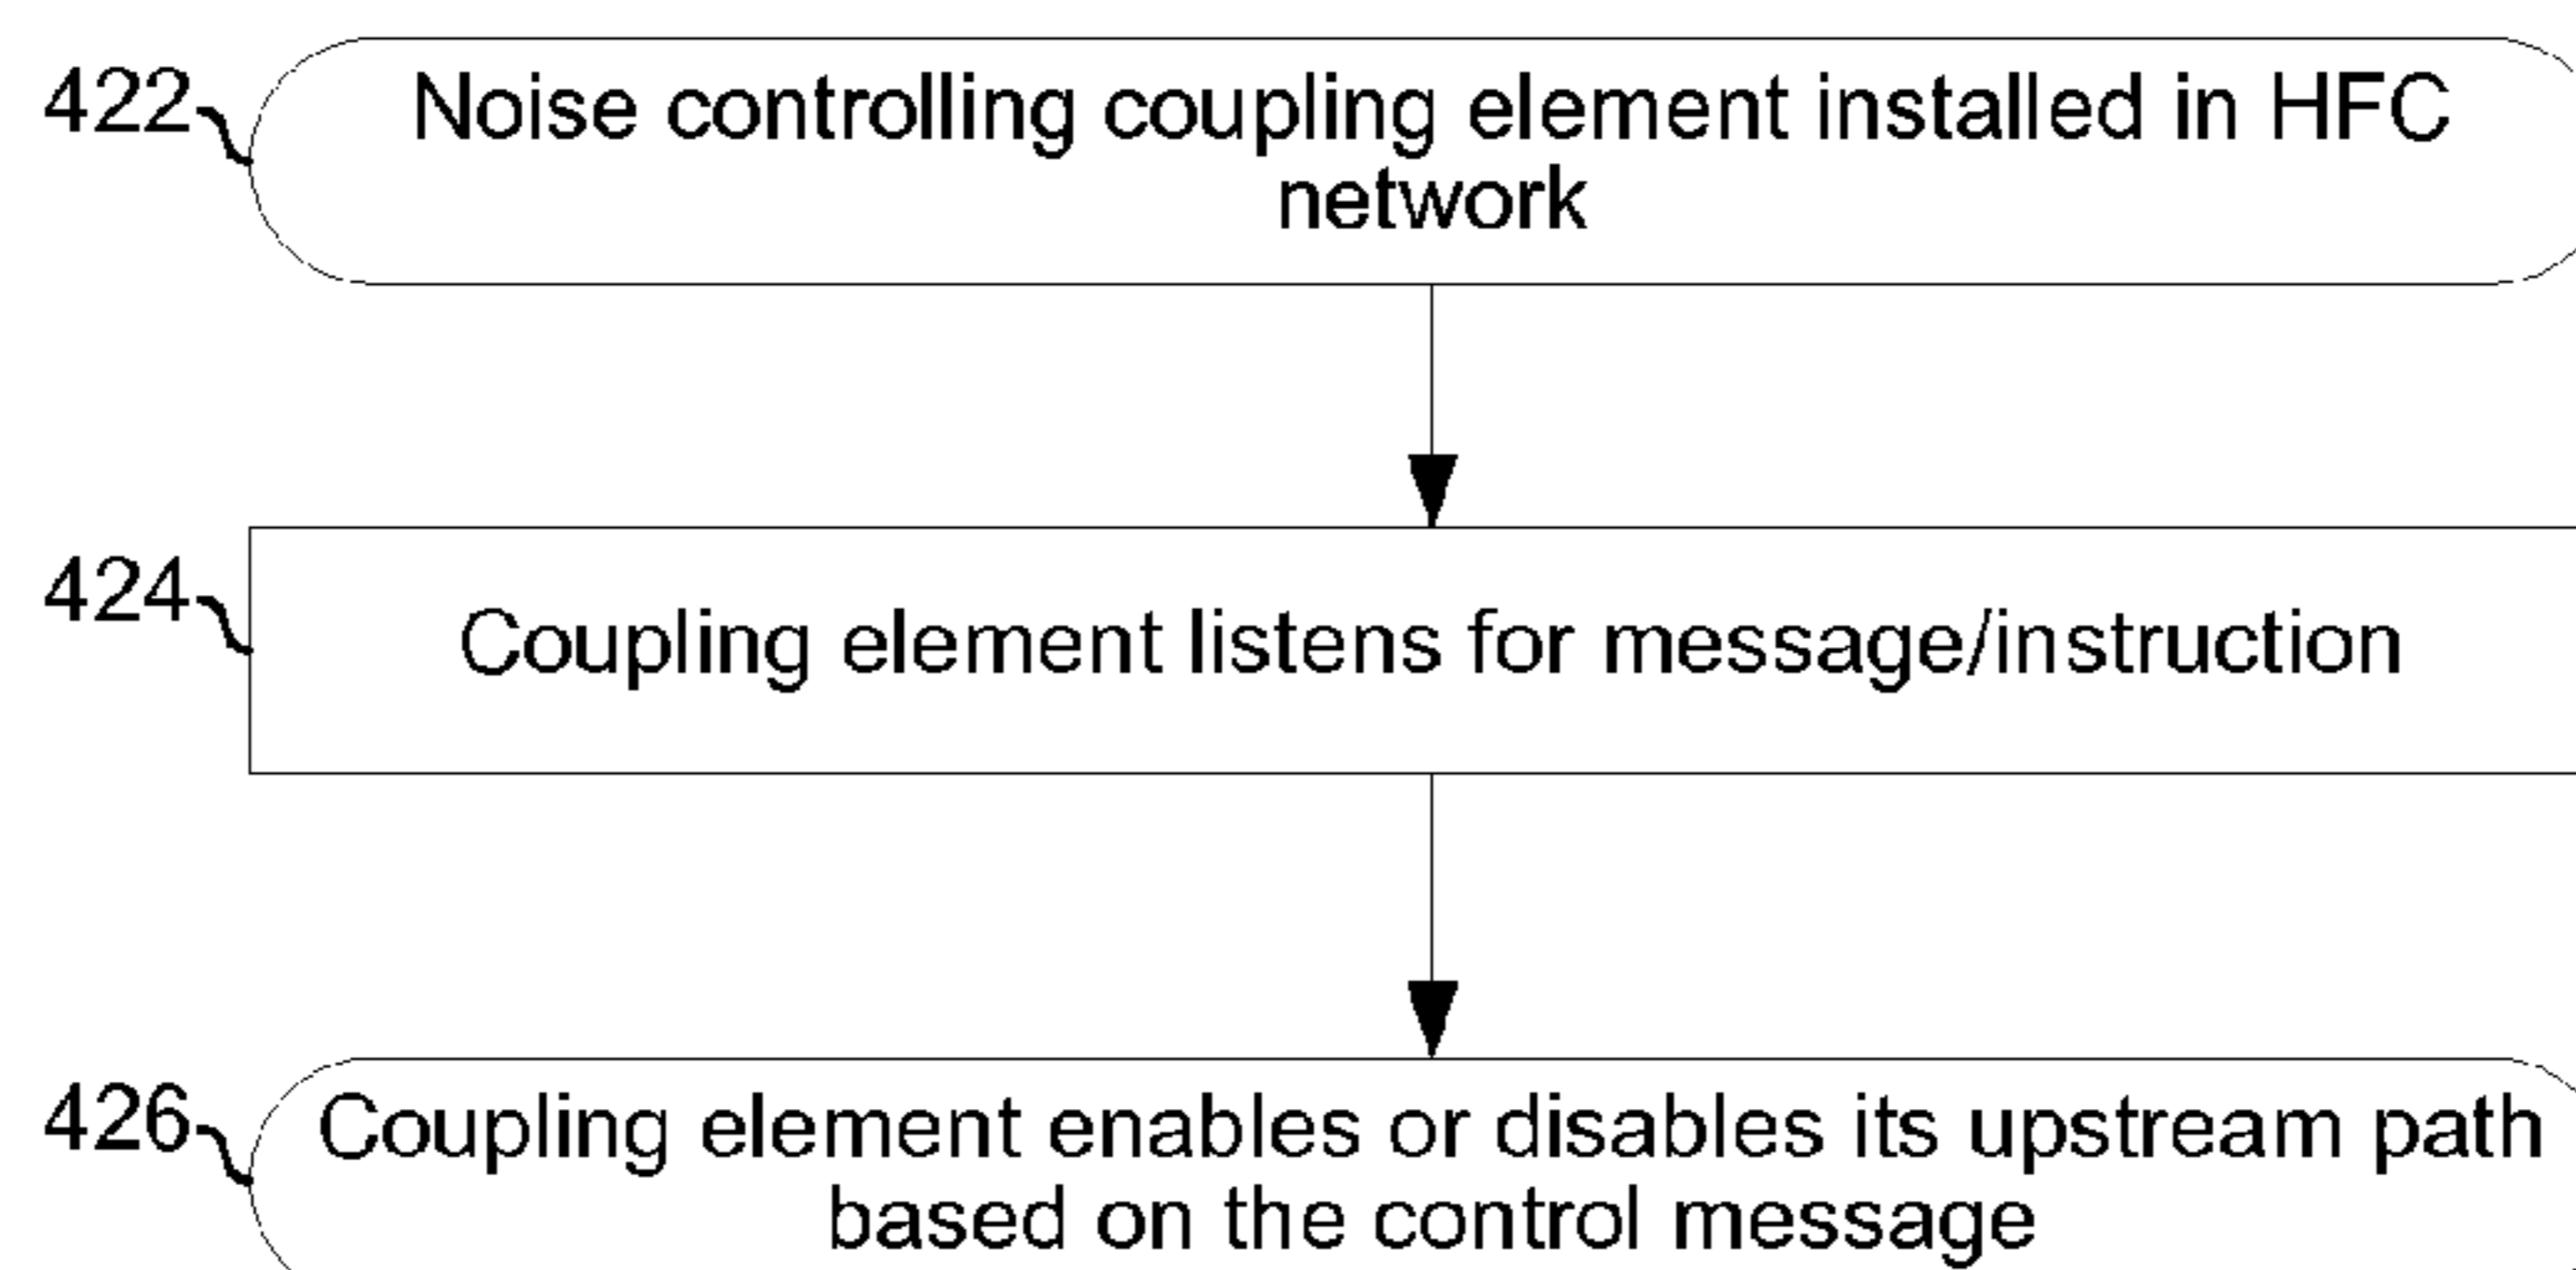 422
Noise controlling coupling element installed in HFC
network
424
Coupling element listens for message/instruction
426
Coupling element enables or disables its upstream path
based on the control message